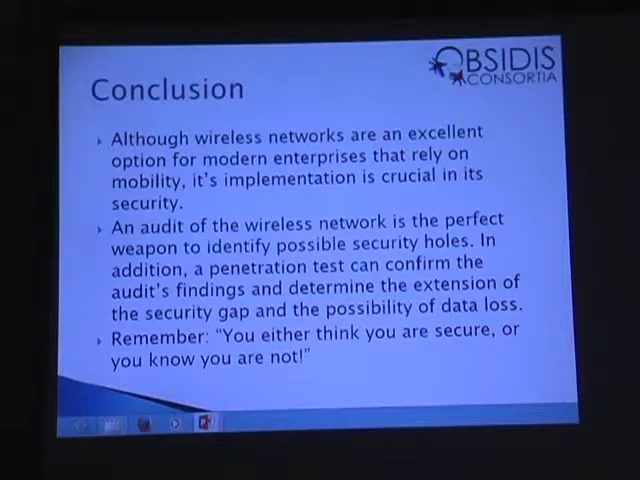 OBSIDIS
CONSORTIA
Conclusion
Although wireless networks are an excellent
option for modern enterprises that rely on
mobility, it's implementation is crucial in its
security.
An audit of the wireless network is the perfect
weapon to identify possible security holes. In
addition, a penetration test can confirm the
audit's findings and determine the extension of
the security gap and the possibility of data loss.
Remember: "You either think you are secure, or
you know you are not!"